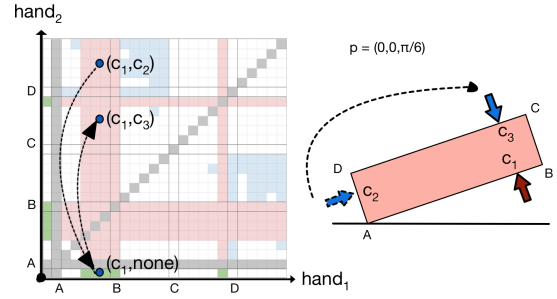 hand₂
(c₁,c₂)
D
(c₁,c₃)
C
B
A
(c₁,none)
hand₁
A B C D
p = (0,0,π/6)
C
c₃
D
c₁
B
c₂
A